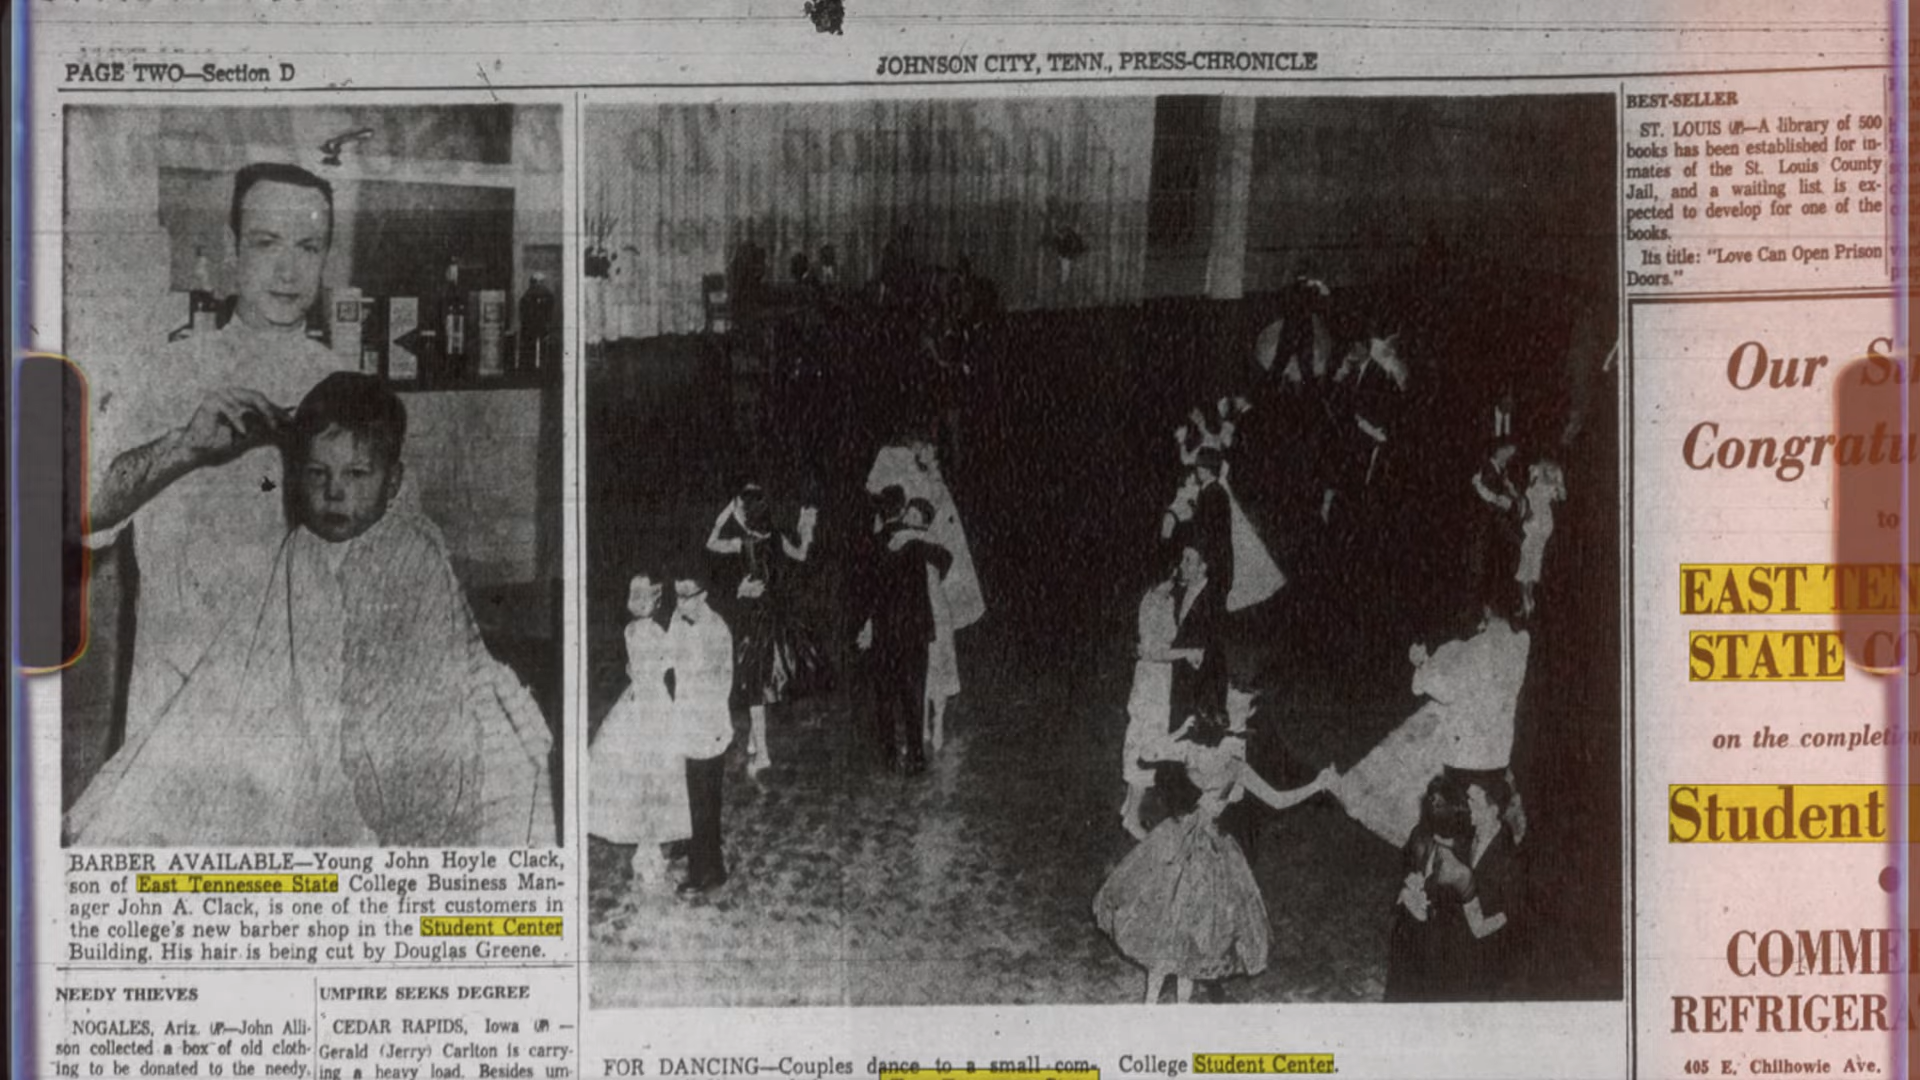 PAGE TWO—Section D
JOHNSON CITY, TENN., PRESS-CHRONICLE
BARBER AVAILABLE—Young John Hoyle Clack,
son of East Tennessee State College Business Man-
ager John A. Clack, is one of the first customers in
the college's new barber shop in the Student Center
Building. His hair is being cut by Douglas Greene.
NEEDY THIEVES
NOGALES, Ariz. (AP)—John Alli-
son collected a box of old cloth-
ing to be donated to the needy.
UMPIRE SEEKS DEGREE
CEDAR RAPIDS, Iowa (AP) —
Gerald (Jerry) Carlton is carry-
ing a heavy load. Besides um-
FOR DANCING—Couples dance to a small com-
College Student Center.
BEST-SELLER
ST. LOUIS (AP)—A library of 500
books has been established for in-
mates of the St. Louis County
Jail, and a waiting list is ex-
pected to develop for one of the
books.
Its title: "Love Can Open Prison
Doors."
Our
Congratu
to
EAST TEN
STATE CO
on the completi
Student
COMME
REFRIGERA
405 E. Chilhowie Ave.